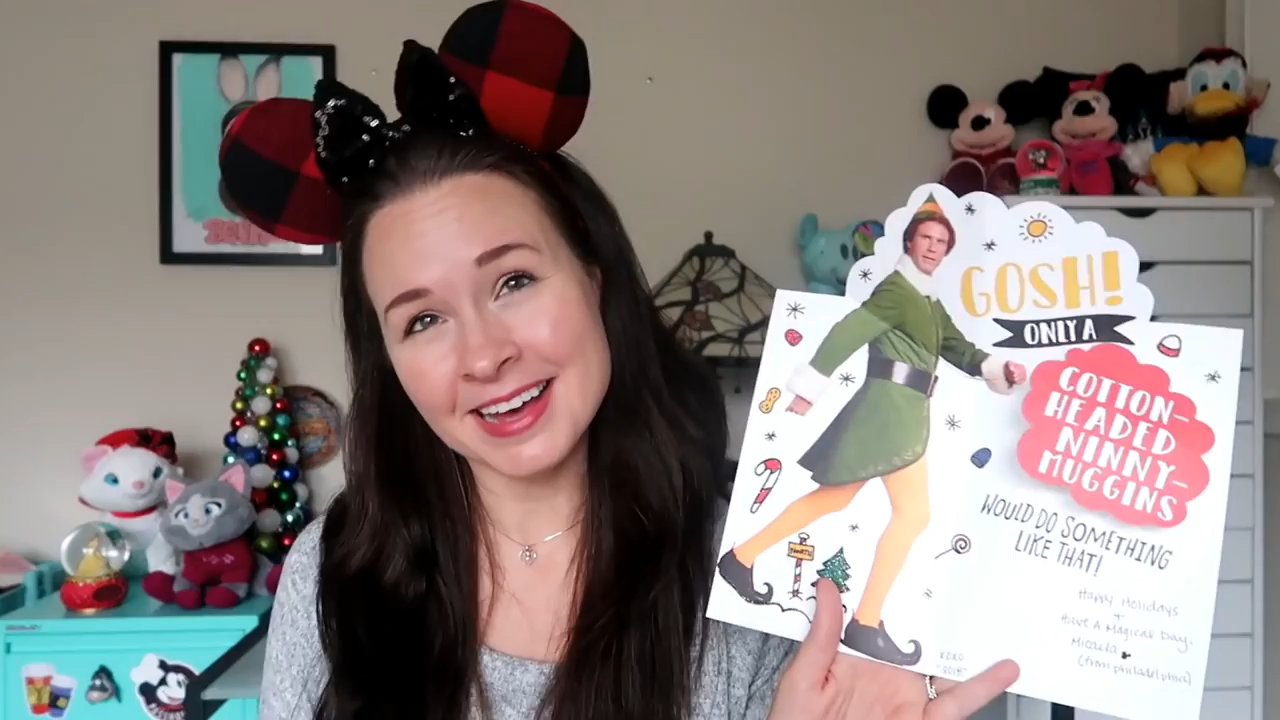 GOSH!
ONLY A
COTTON-
HEADED
NINNY-
MUGGINS
WOULD DO SOMETHING
LIKE THAT!
NORTH
Happy Holidays
+
Have A Magical Day,
Micaela
(from philadelphia)
XOXO